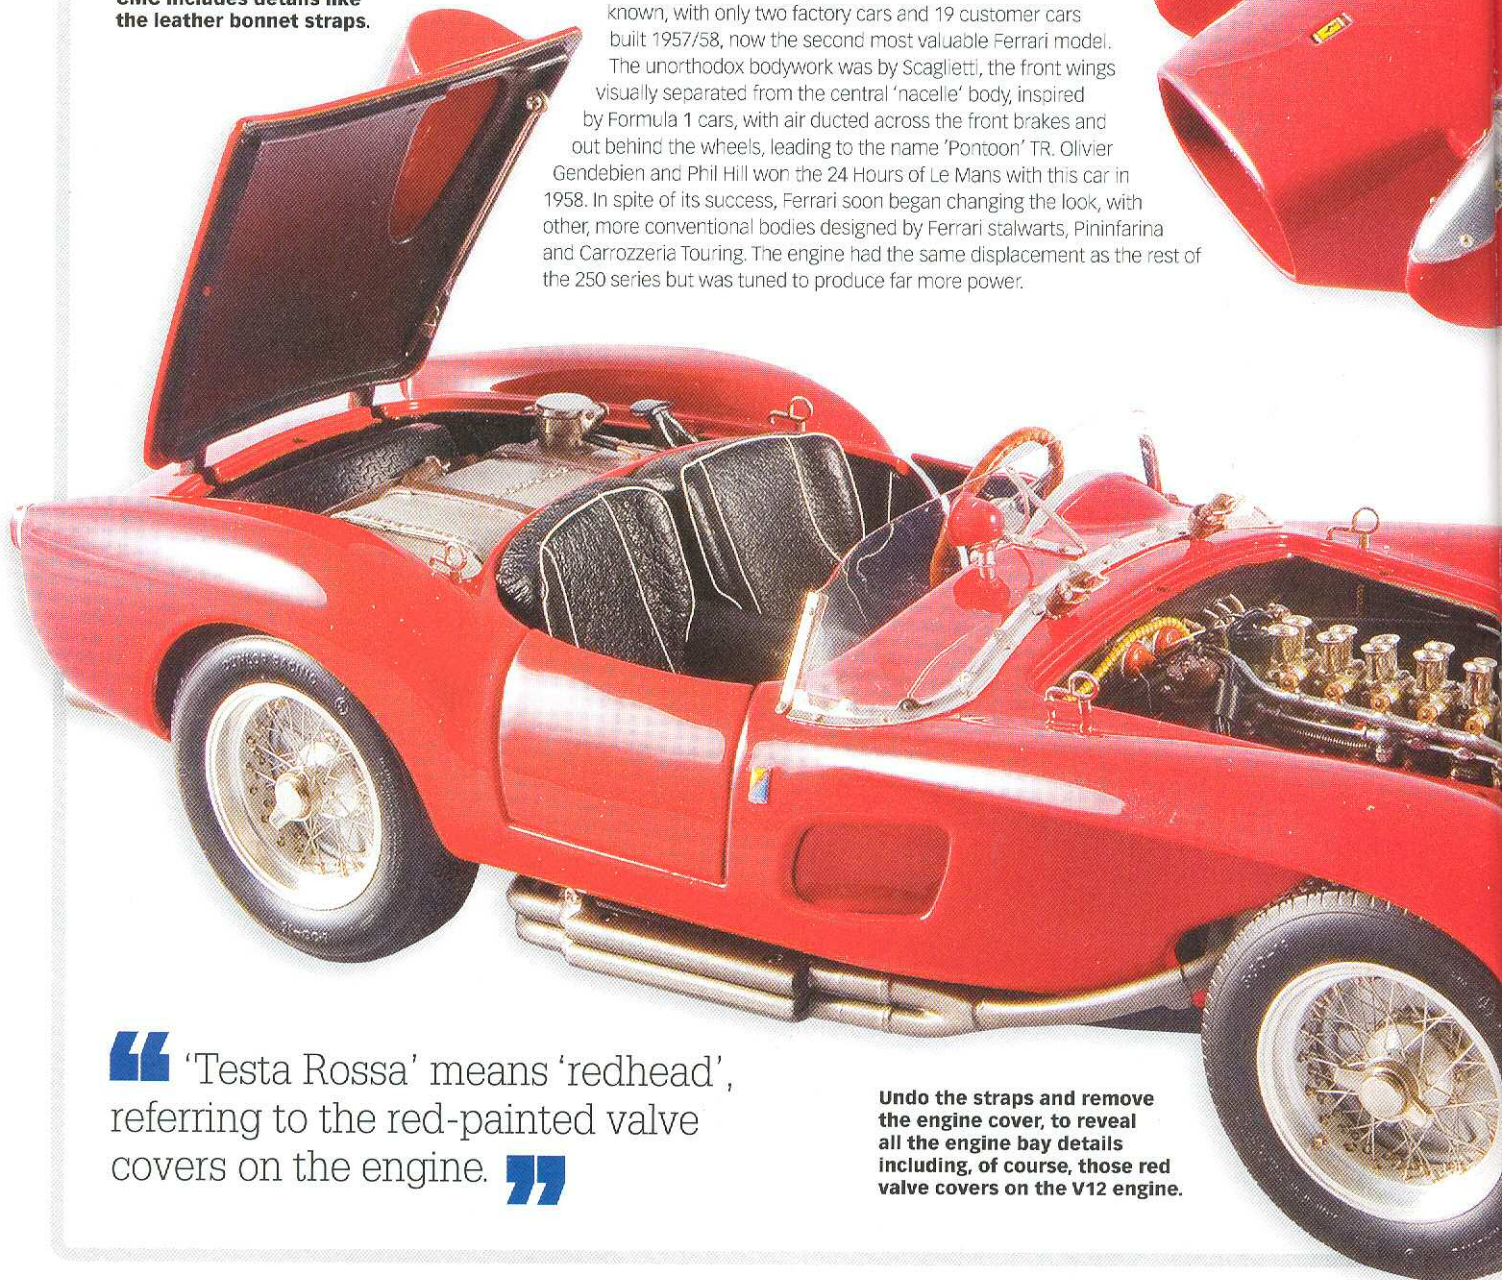 CMC includes details like
the leather bonnet straps.
known, with only two factory cars and 19 customer cars
built 1957/58, now the second most valuable Ferrari model.
The unorthodox bodywork was by Scaglietti, the front wings
visually separated from the central ‘nacelle’ body, inspired
by Formula 1 cars, with air ducted across the front brakes and
out behind the wheels, leading to the name ‘Pontoon’ TR. Olivier
Gendebien and Phil Hill won the 24 Hours of Le Mans with this car in
1958. In spite of its success, Ferrari soon began changing the look, with
other, more conventional bodies designed by Ferrari stalwarts, Pininfarina
and Carrozzeria Touring. The engine had the same displacement as the rest of
the 250 series but was tuned to produce far more power.
“ ‘Testa Rossa’ means ‘redhead’,
referring to the red-painted valve
covers on the engine. ”
Undo the straps and remove
the engine cover, to reveal
all the engine bay details
including, of course, those red
valve covers on the V12 engine.